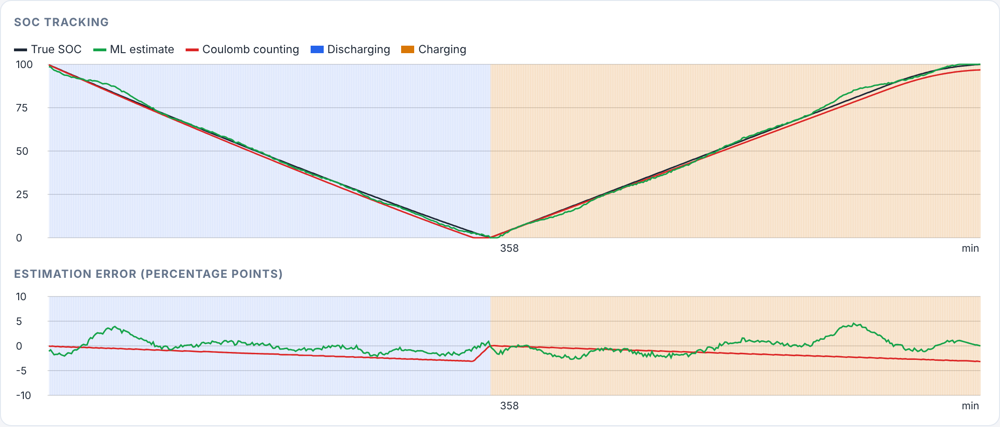 SOC TRACKING
True SOC ML estimate Coulomb counting Discharging Charging
100
75
50
25
0
358 min
ESTIMATION ERROR (PERCENTAGE POINTS)
10
5
0
-5
-10
358 min